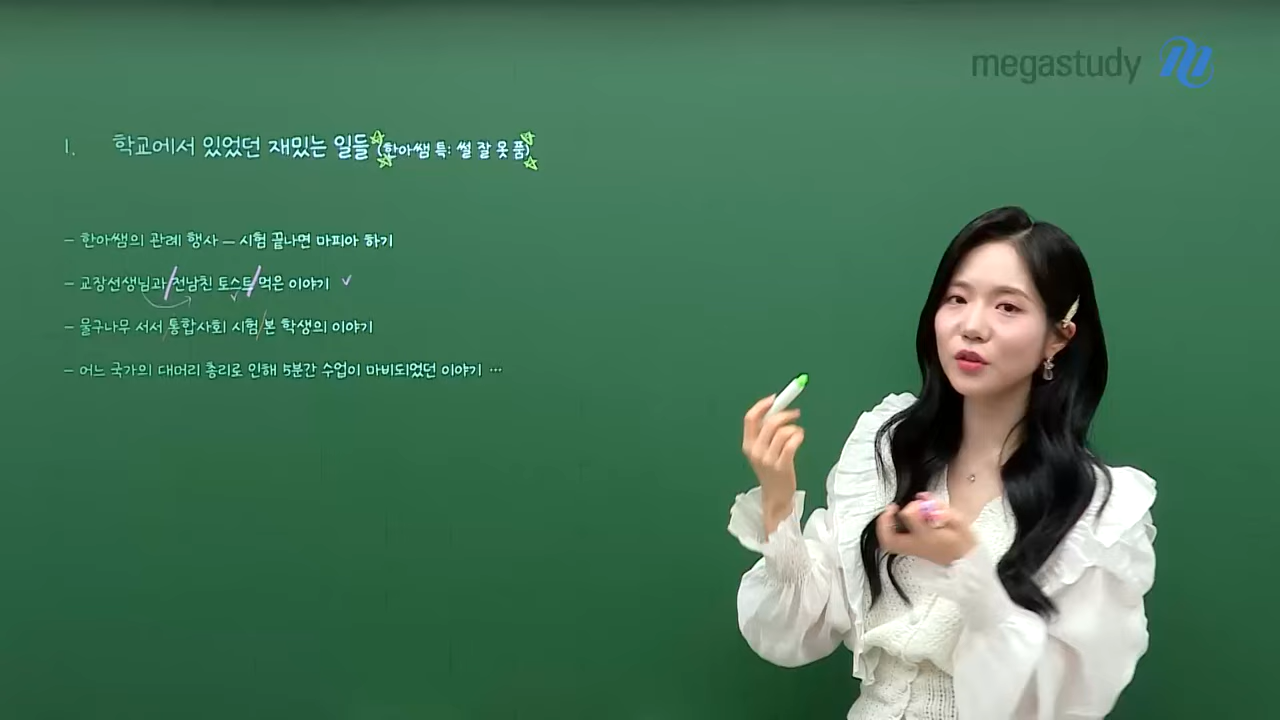 megastudy
1. 학교에서 있었던 재밌는 일들 (한아쌤 특: 썰 잘 못 품)
- 한아쌤의 관례 행사 - 시험 끝나면 마피아 하기
- 교장선생님과 전남친 토스트 먹은 이야기
- 물구나무 서서 통합사회 시험 본 학생의 이야기
- 어느 국가의 대머리 총리로 인해 5분간 수업이 마비되었던 이야기 …